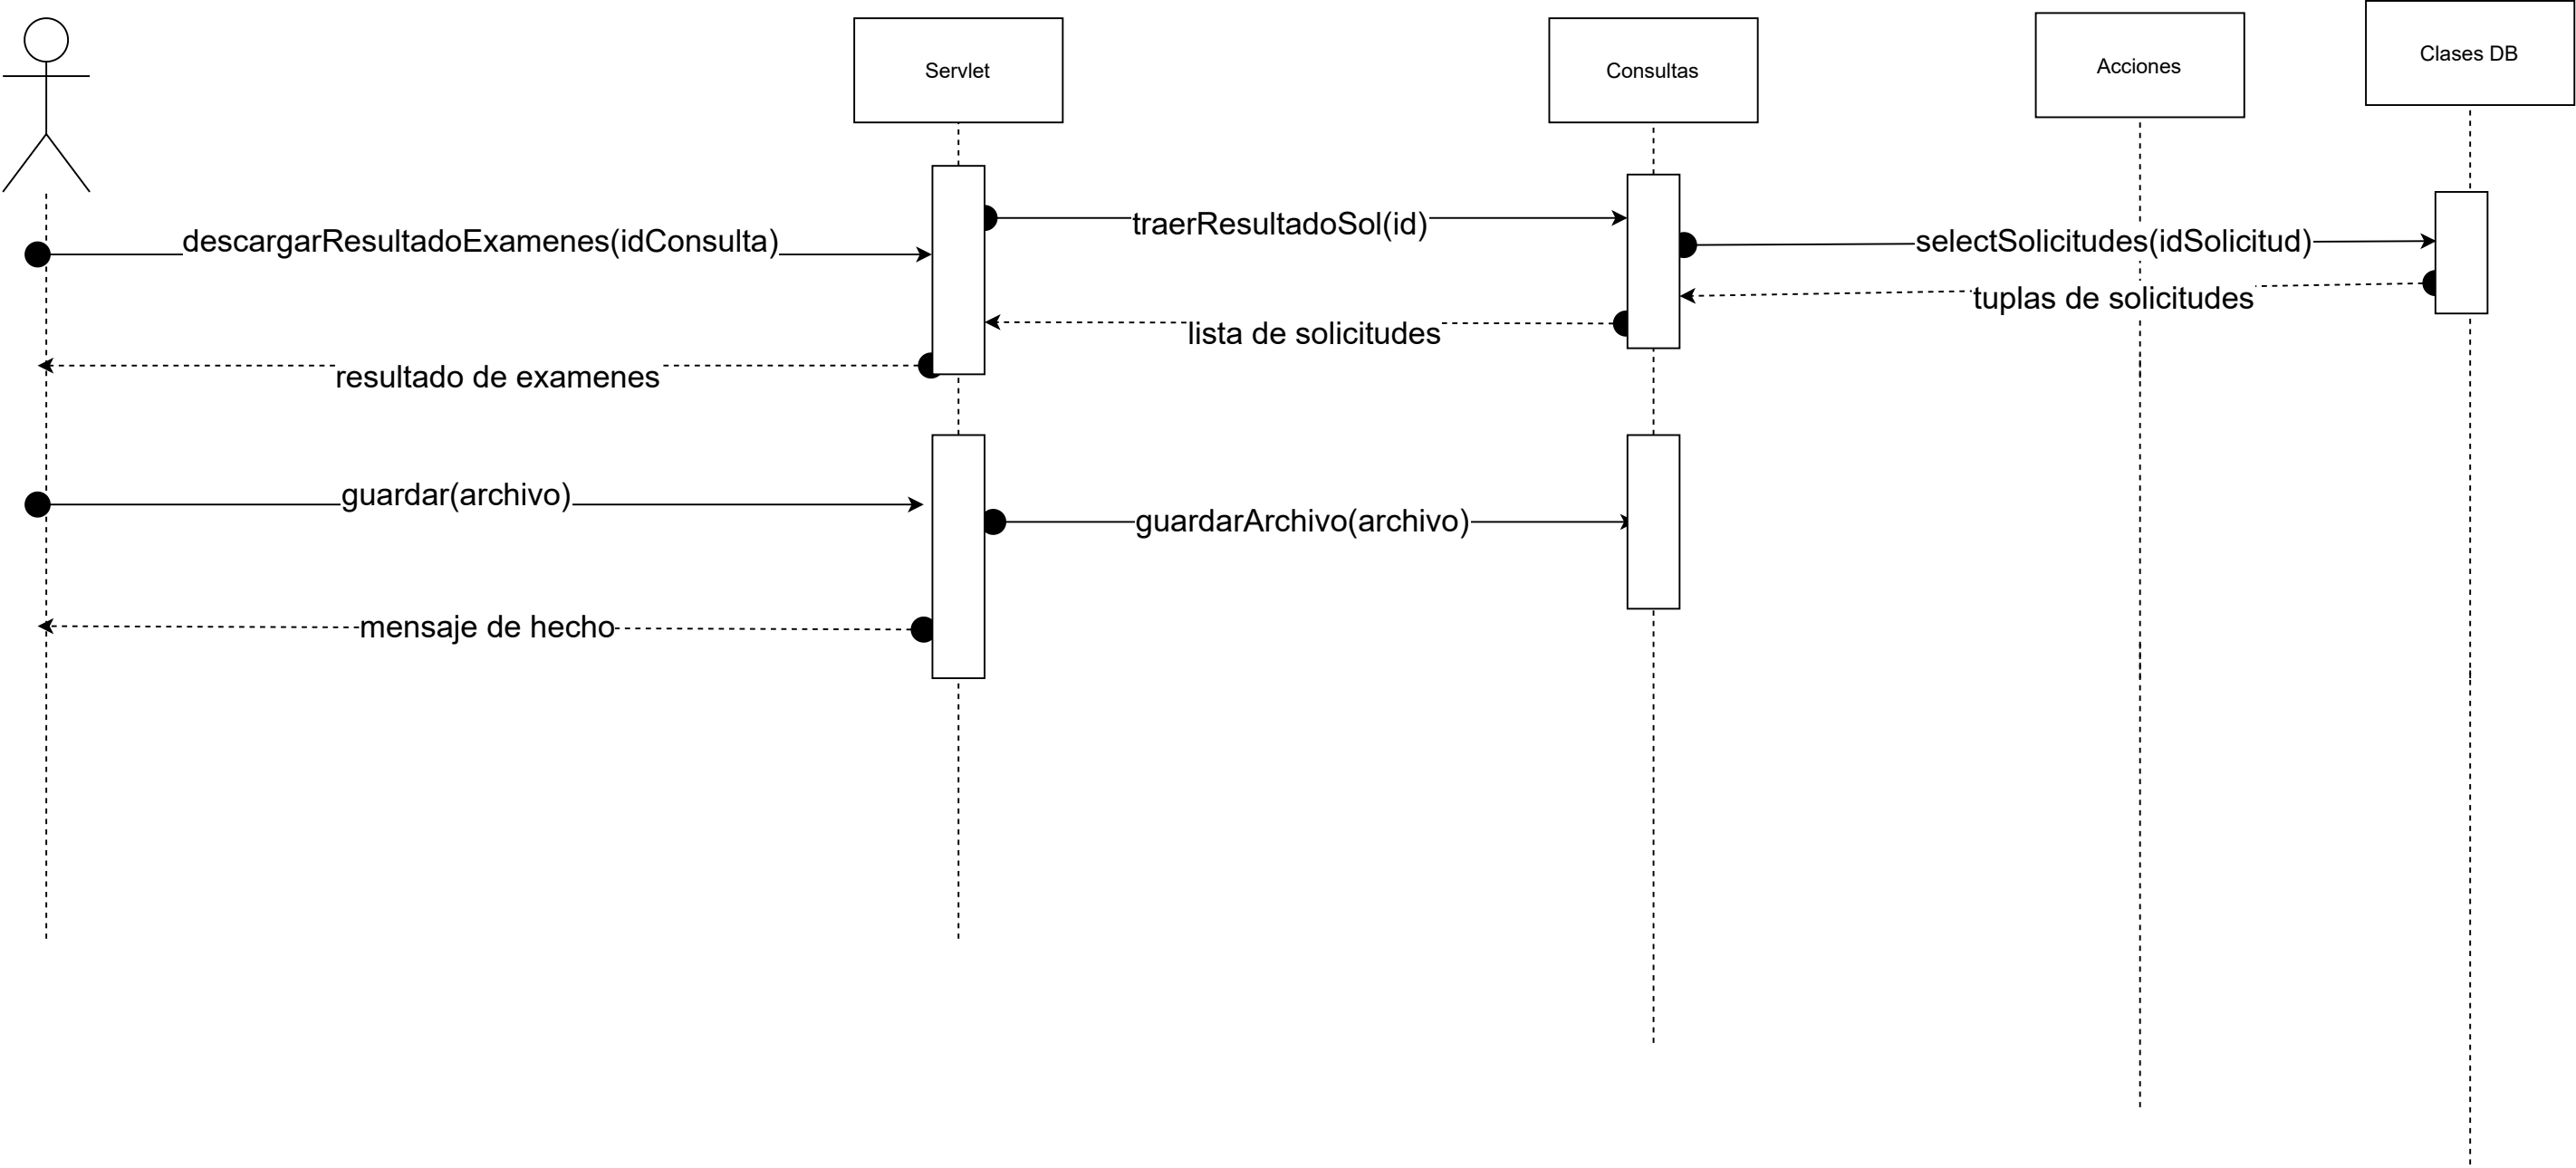 Servlet
Consultas
Acciones
Clases DB
descargarResultadoExamenes(idConsulta)
traerResultadoSol(id)
selectSolicitudes(idSolicitud)
tuplas de solicitudes
lista de solicitudes
resultado de examenes
guardar(archivo)
guardarArchivo(archivo)
mensaje de hecho